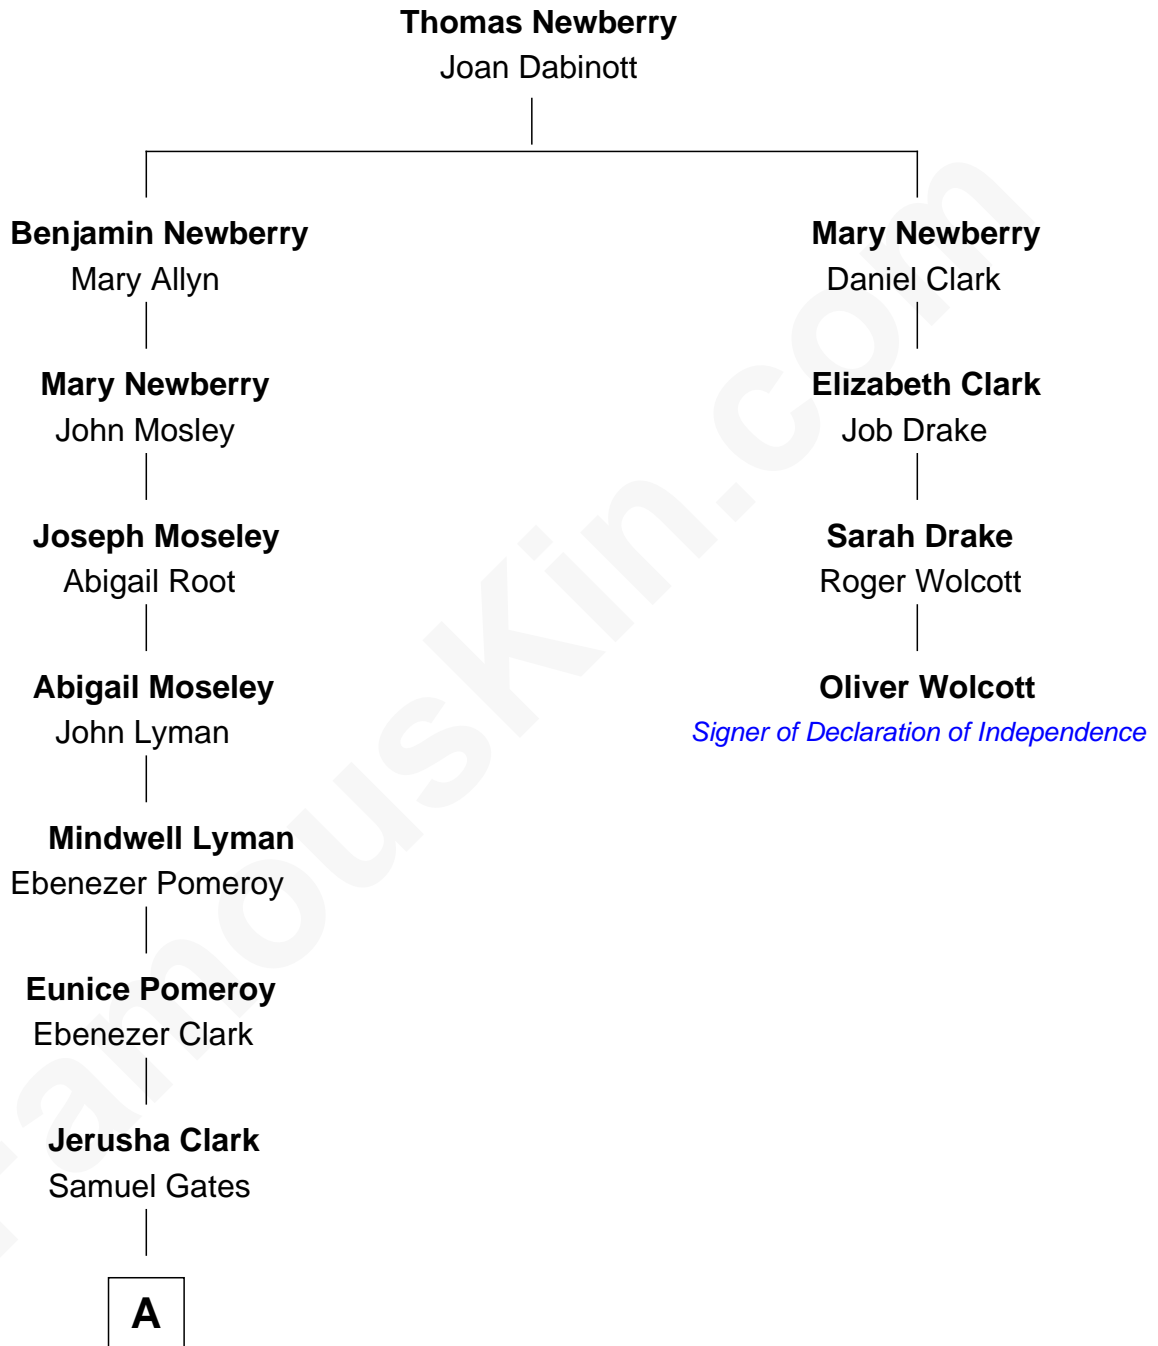 Thomas Newberry
Joan Dabinott
Benjamin Newberry
Mary Allyn
Mary Newberry
Daniel Clark
Mary Newberry
John Mosley
Elizabeth Clark
Job Drake
Joseph Moseley
Abigail Root
Sarah Drake
Roger Wolcott
Abigail Moseley
John Lyman
Oliver Wolcott
Signer of Declaration of Independence
Mindwell Lyman
Ebenezer Pomeroy
Eunice Pomeroy
Ebenezer Clark
Jerusha Clark
Samuel Gates
A
FamousKin.com